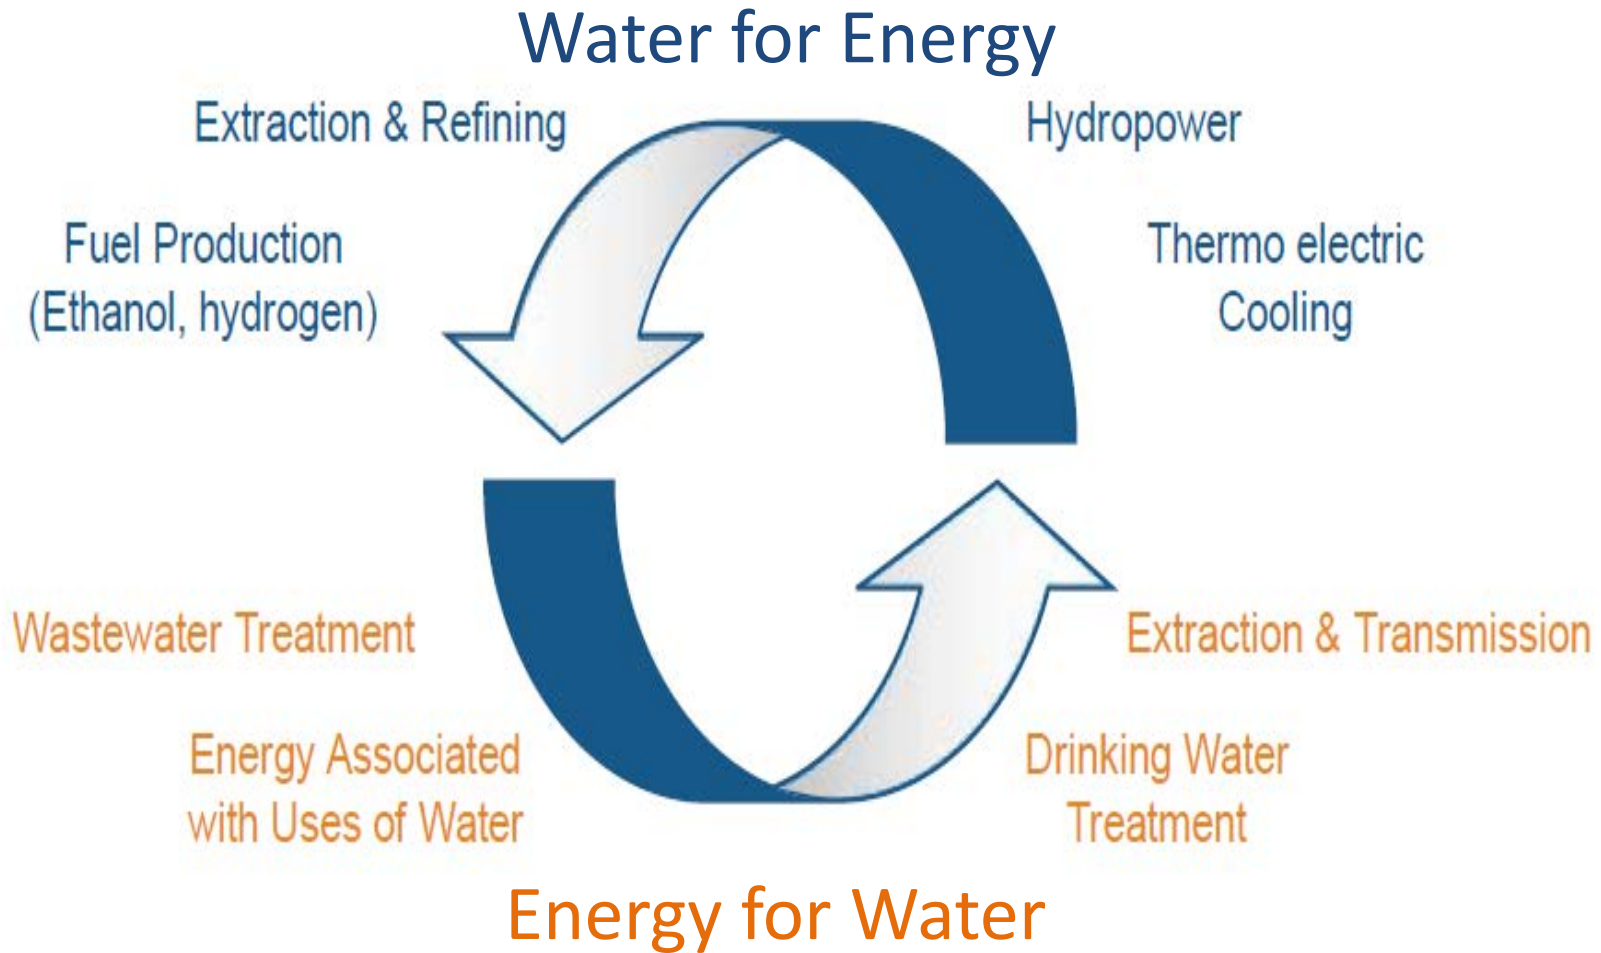 Water for Energy
Extraction & Refining
Hydropower
Fuel Production
(Ethanol, hydrogen)
Thermo electric
Cooling
Wastewater Treatment
Extraction & Transmission
Energy Associated
with Uses of Water
Drinking Water
Treatment
Energy for Water